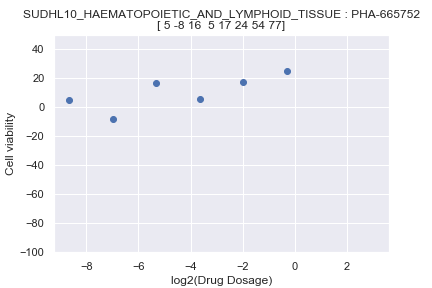 SUDHL10_HAEMATOPOIETIC_AND_LYMPHOID_TISSUE : PHA-665752
[ 5 -8 16  5 17 24 54 77]
40
20
0
−20
−40
−60
−80
−100
Cell viability
−8 −6 −4 −2 0 2
log2(Drug Dosage)